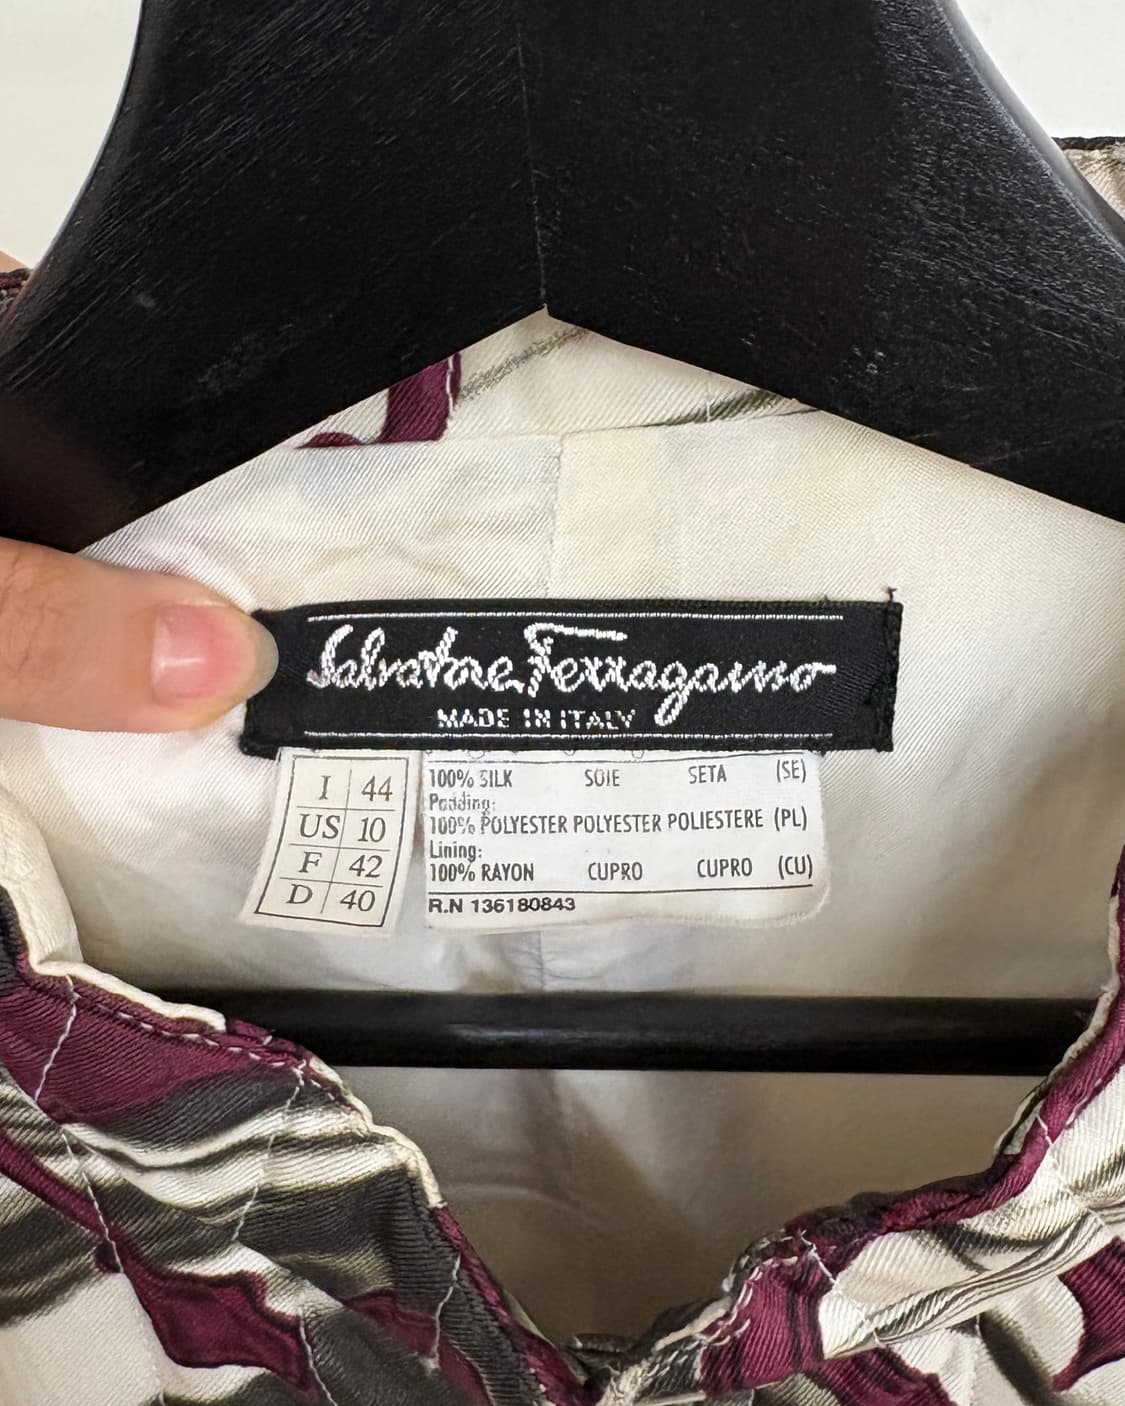 Salvatore Ferragamo
MADE IN ITALY
I 44
US 10
F 42
D 40
100% SILK SOIE SETA (SE)
Padding:
100% POLYESTER POLYESTER POLIESTERE (PL)
Lining:
100% RAYON CUPRO CUPRO (CU)
R.N 136180843